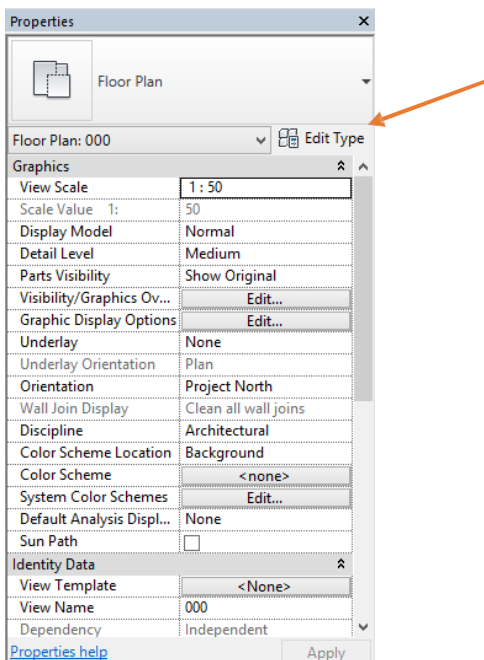 Properties
Floor Plan
Floor Plan: 000
Edit Type
Graphics
View Scale 1 : 50
Scale Value 1: 50
Display Model Normal
Detail Level Medium
Parts Visibility Show Original
Visibility/Graphics Ov... Edit...
Graphic Display Options Edit...
Underlay None
Underlay Orientation Plan
Orientation Project North
Wall Join Display Clean all wall joins
Discipline Architectural
Color Scheme Location Background
Color Scheme <none>
System Color Schemes Edit...
Default Analysis Displ... None
Sun Path
Identity Data
View Template <None>
View Name 000
Dependency Independent
Properties help Apply